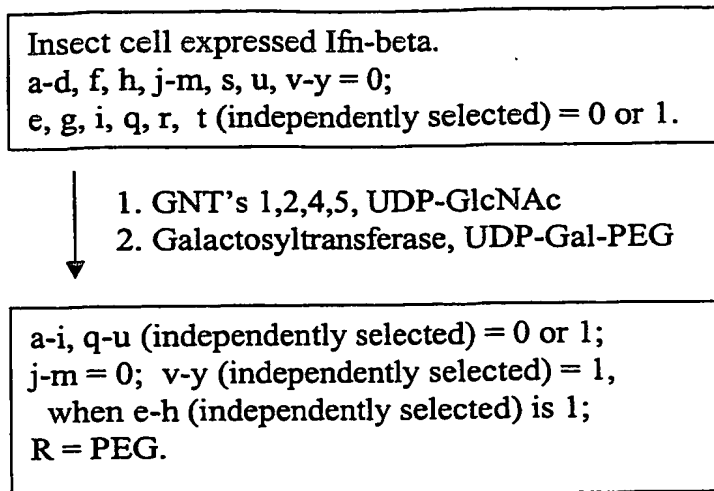 Insect cell expressed Ifn-beta.
a-d, f, h, j-m, s, u, v-y = 0;
e, g, i, q, r, t (independently selected) = 0 or 1.
1. GNT's 1,2,4,5, UDP-GlcNAc
2. Galactosyltransferase, UDP-Gal-PEG
a-i, q-u (independently selected) = 0 or 1;
j-m = 0; v-y (independently selected) = 1,
when e-h (independently selected) is 1;
R = PEG.